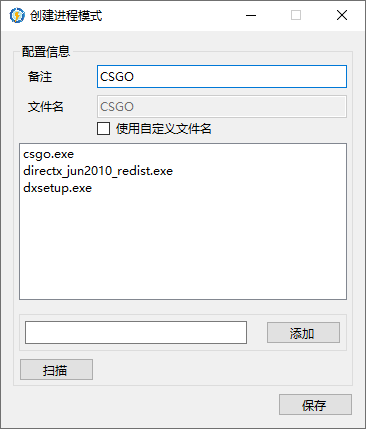 创建进程模式
配置信息
备注
CSGO
文件名
CSGO
使用自定义文件名
csgo.exe
directx_jun2010_redist.exe
dxsetup.exe
添加
扫描
保存